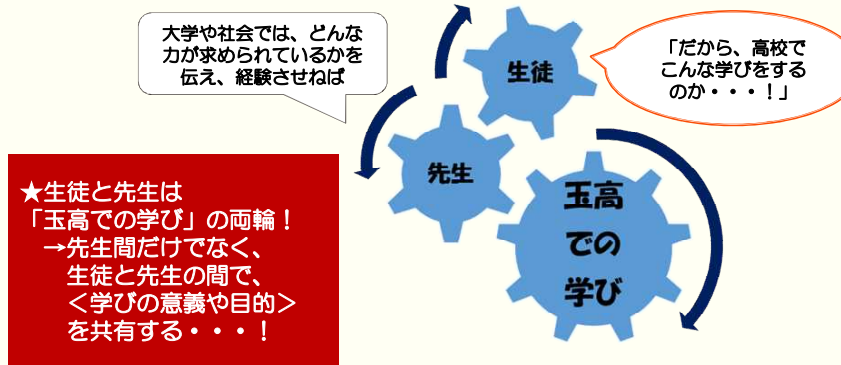 大学や社会では、どんな
力が求められているかを
伝え、経験させねば
生徒
「だから、高校で
こんな学びをする
のか・・・！」
先生
玉高
での
学び
★生徒と先生は
「玉高での学び」の両輪！
→先生間だけでなく、
生徒と先生の間で、
＜学びの意義や目的＞
を共有する・・・！